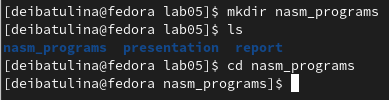 [deibatulina@fedora lab05]$ mkdir nasm_programs
[deibatulina@fedora lab05]$ ls
nasm_programs  presentation  report
[deibatulina@fedora lab05]$ cd nasm_programs
[deibatulina@fedora nasm_programs]$